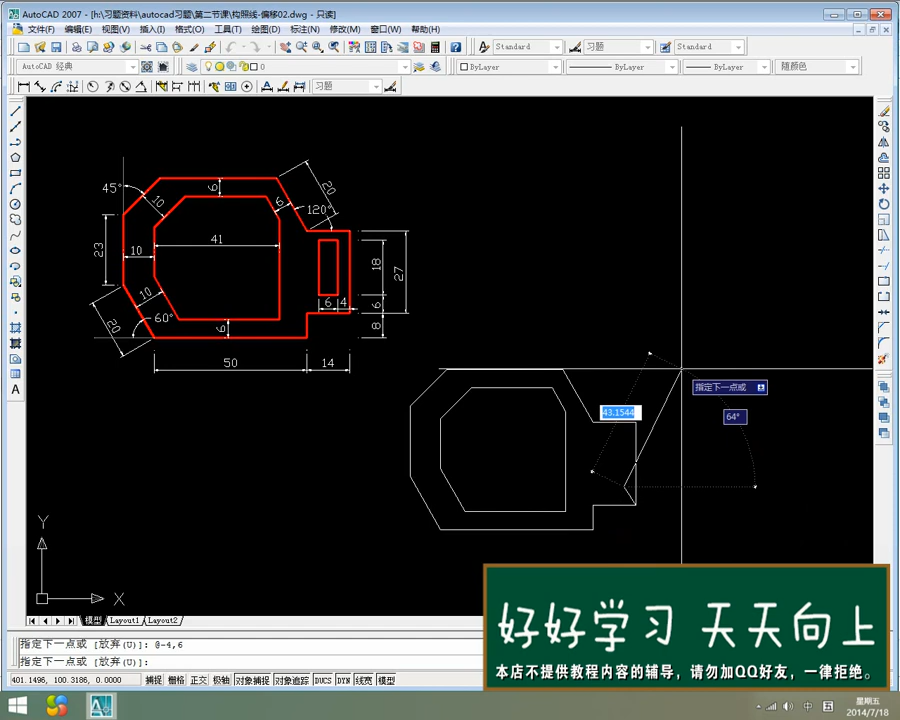 AutoCAD 2007 - [h:\习题资料\autocad习题\第二节课\构照线-偏移02.dwg - 只读]
文件(F) 编辑(E) 视图(V) 插入(I) 格式(O) 工具(T) 绘图(D) 标注(N) 修改(M) 窗口(W) 帮助(H)
Standard 习题 Standard
AutoCAD 经典 0 ByLayer ByLayer ByLayer 随颜色
习题
45° 10 6 6 20 120°
23 10 41 18 27
10 6 4 6
20 60° 6 8
50 14
指定下一点或
43.1544 64°
Y
X
模型 Layout1 Layout2
指定下一点或 [放弃(U)]: @-4,6
指定下一点或 [放弃(U)]:
401.1496, 100.3186, 0.0000 捕捉 栅格 正交 极轴 对象捕捉 对象追踪 DUCS DYN 线宽 模型
好好学习 天天向上
本店不提供教程内容的辅导，请勿加QQ好友，一律拒绝。
中 星期五
2014/7/18